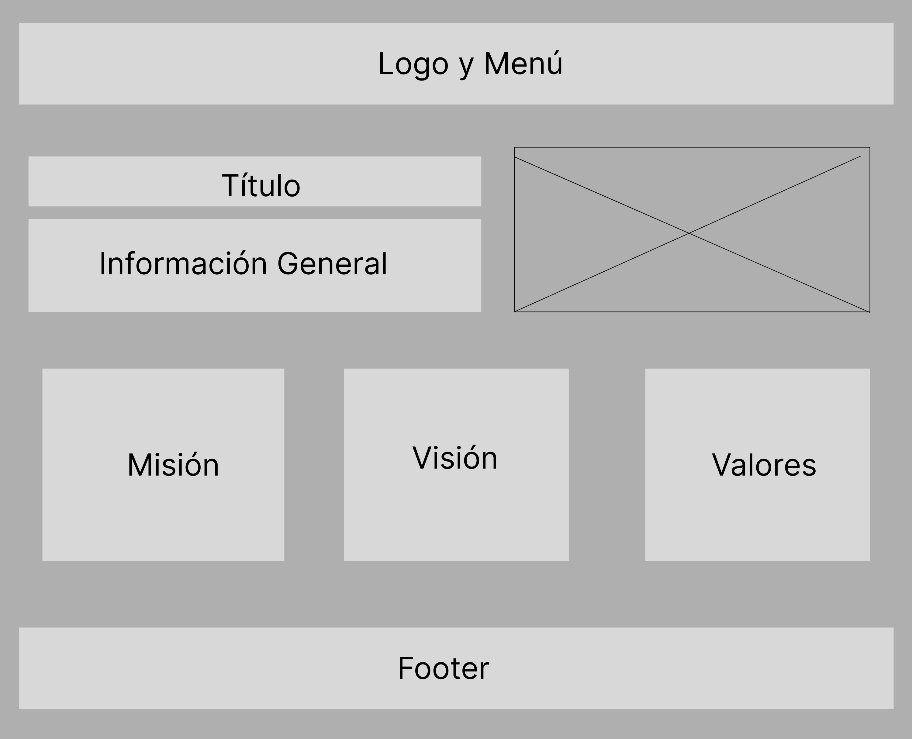 Logo y Menú
Título
Información General
Misión
Visión
Valores
Footer